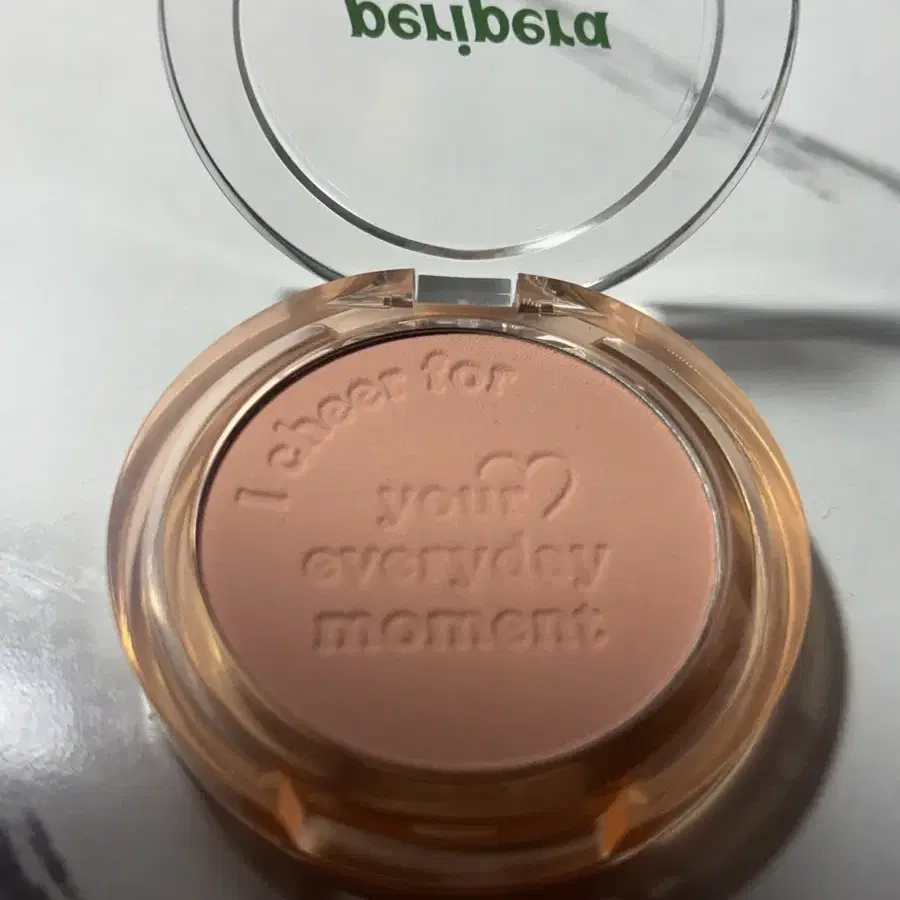 peripera
I cheer for
your♡
everyday
moment